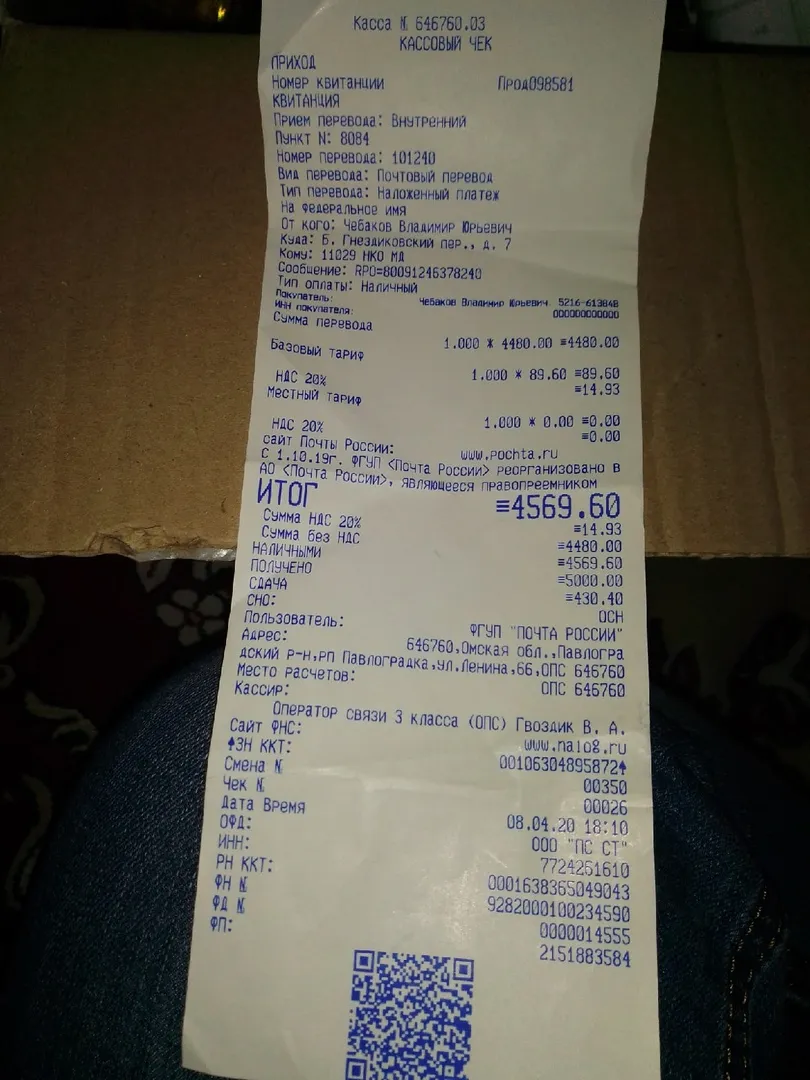 Касса № 646760.03
КАССОВЫЙ ЧЕК
ПРИХОД
Номер квитанции Прод098581
КВИТАНЦИЯ
Прием перевода: Внутренний
Пункт N: 8084
Номер перевода: 101240
Вид перевода: Почтовый перевод
Тип перевода: Наложенный платеж
На федеральное имя
От кого: Чебаков Владимир Юрьевич
Куда: Б. Гнездиковский пер., д. 7
Кому: 11029 НКО МД
Сообщение: RPO=80091246378240
Тип оплаты: Наличный
Покупатель: Чебаков Владимир Юрьевич 5216-613848
ИНН покупателя: 000000000000
Сумма перевода
1.000 * 4480.00 ≡4480.00
Базовый тариф
1.000 * 89.60 ≡89.60
НДС 20% ≡14.93
Местный тариф
1.000 * 0.00 ≡0.00
НДС 20% ≡0.00
сайт Почты России: www.pochta.ru
С 1.10.19г. ФГУП <Почта России> реорганизовано в
АО <Почта России>, являющееся правопреемником
ИТОГ ≡4569.60
Сумма НДС 20% ≡14.93
Сумма без НДС ≡4480.00
НАЛИЧНЫМИ ≡4569.60
ПОЛУЧЕНО ≡5000.00
СДАЧА ≡430.40
СНО: ОСН
Пользователь: ФГУП "ПОЧТА РОССИИ"
Адрес: 646760,Омская обл.,Павлогра
дский р-н,рп Павлоградка,ул.Ленина,66,ОПС 646760
Место расчетов: ОПС 646760
Кассир:
Оператор связи 3 класса (ОПС) Гвоздик В. А.
Сайт ФНС: www.nalog.ru
↑ЗН ККТ: 00106304895872↑
Смена № 00350
Чек № 00026
Дата Время 08.04.20 18:10
ОФД: ООО "ПС СТ"
ИНН: 7724261610
РН ККТ: 0001638365049043
ФН № 9282000100234590
ФД № 0000014555
ФП: 2151883584